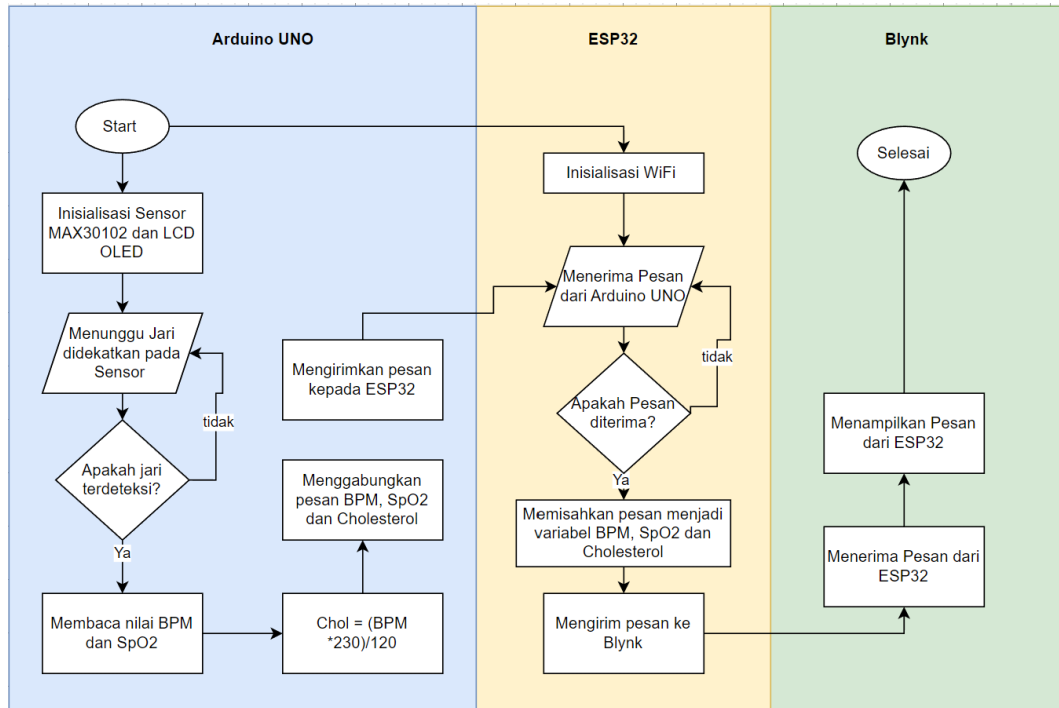 Arduino UNO
Start
Inisialisasi Sensor
MAX30102 dan LCD
OLED
Menunggu Jari
didekatkan pada
Sensor
tidak
Apakah jari
terdeteksi?
Ya
Membaca nilai BPM
dan SpO2
Chol = (BPM
*230)/120
Menggabungkan
pesan BPM, SpO2
dan Cholesterol
Mengirimkan pesan
kepada ESP32
ESP32
Inisialisasi WiFi
Menerima Pesan
dari Arduino UNO
tidak
Apakah Pesan
diterima?
Ya
Memisahkan pesan menjadi
variabel BPM, SpO2 dan
Cholesterol
Mengirim pesan ke
Blynk
Blynk
Selesai
Menampilkan Pesan
dari ESP32
Menerima Pesan dari
ESP32